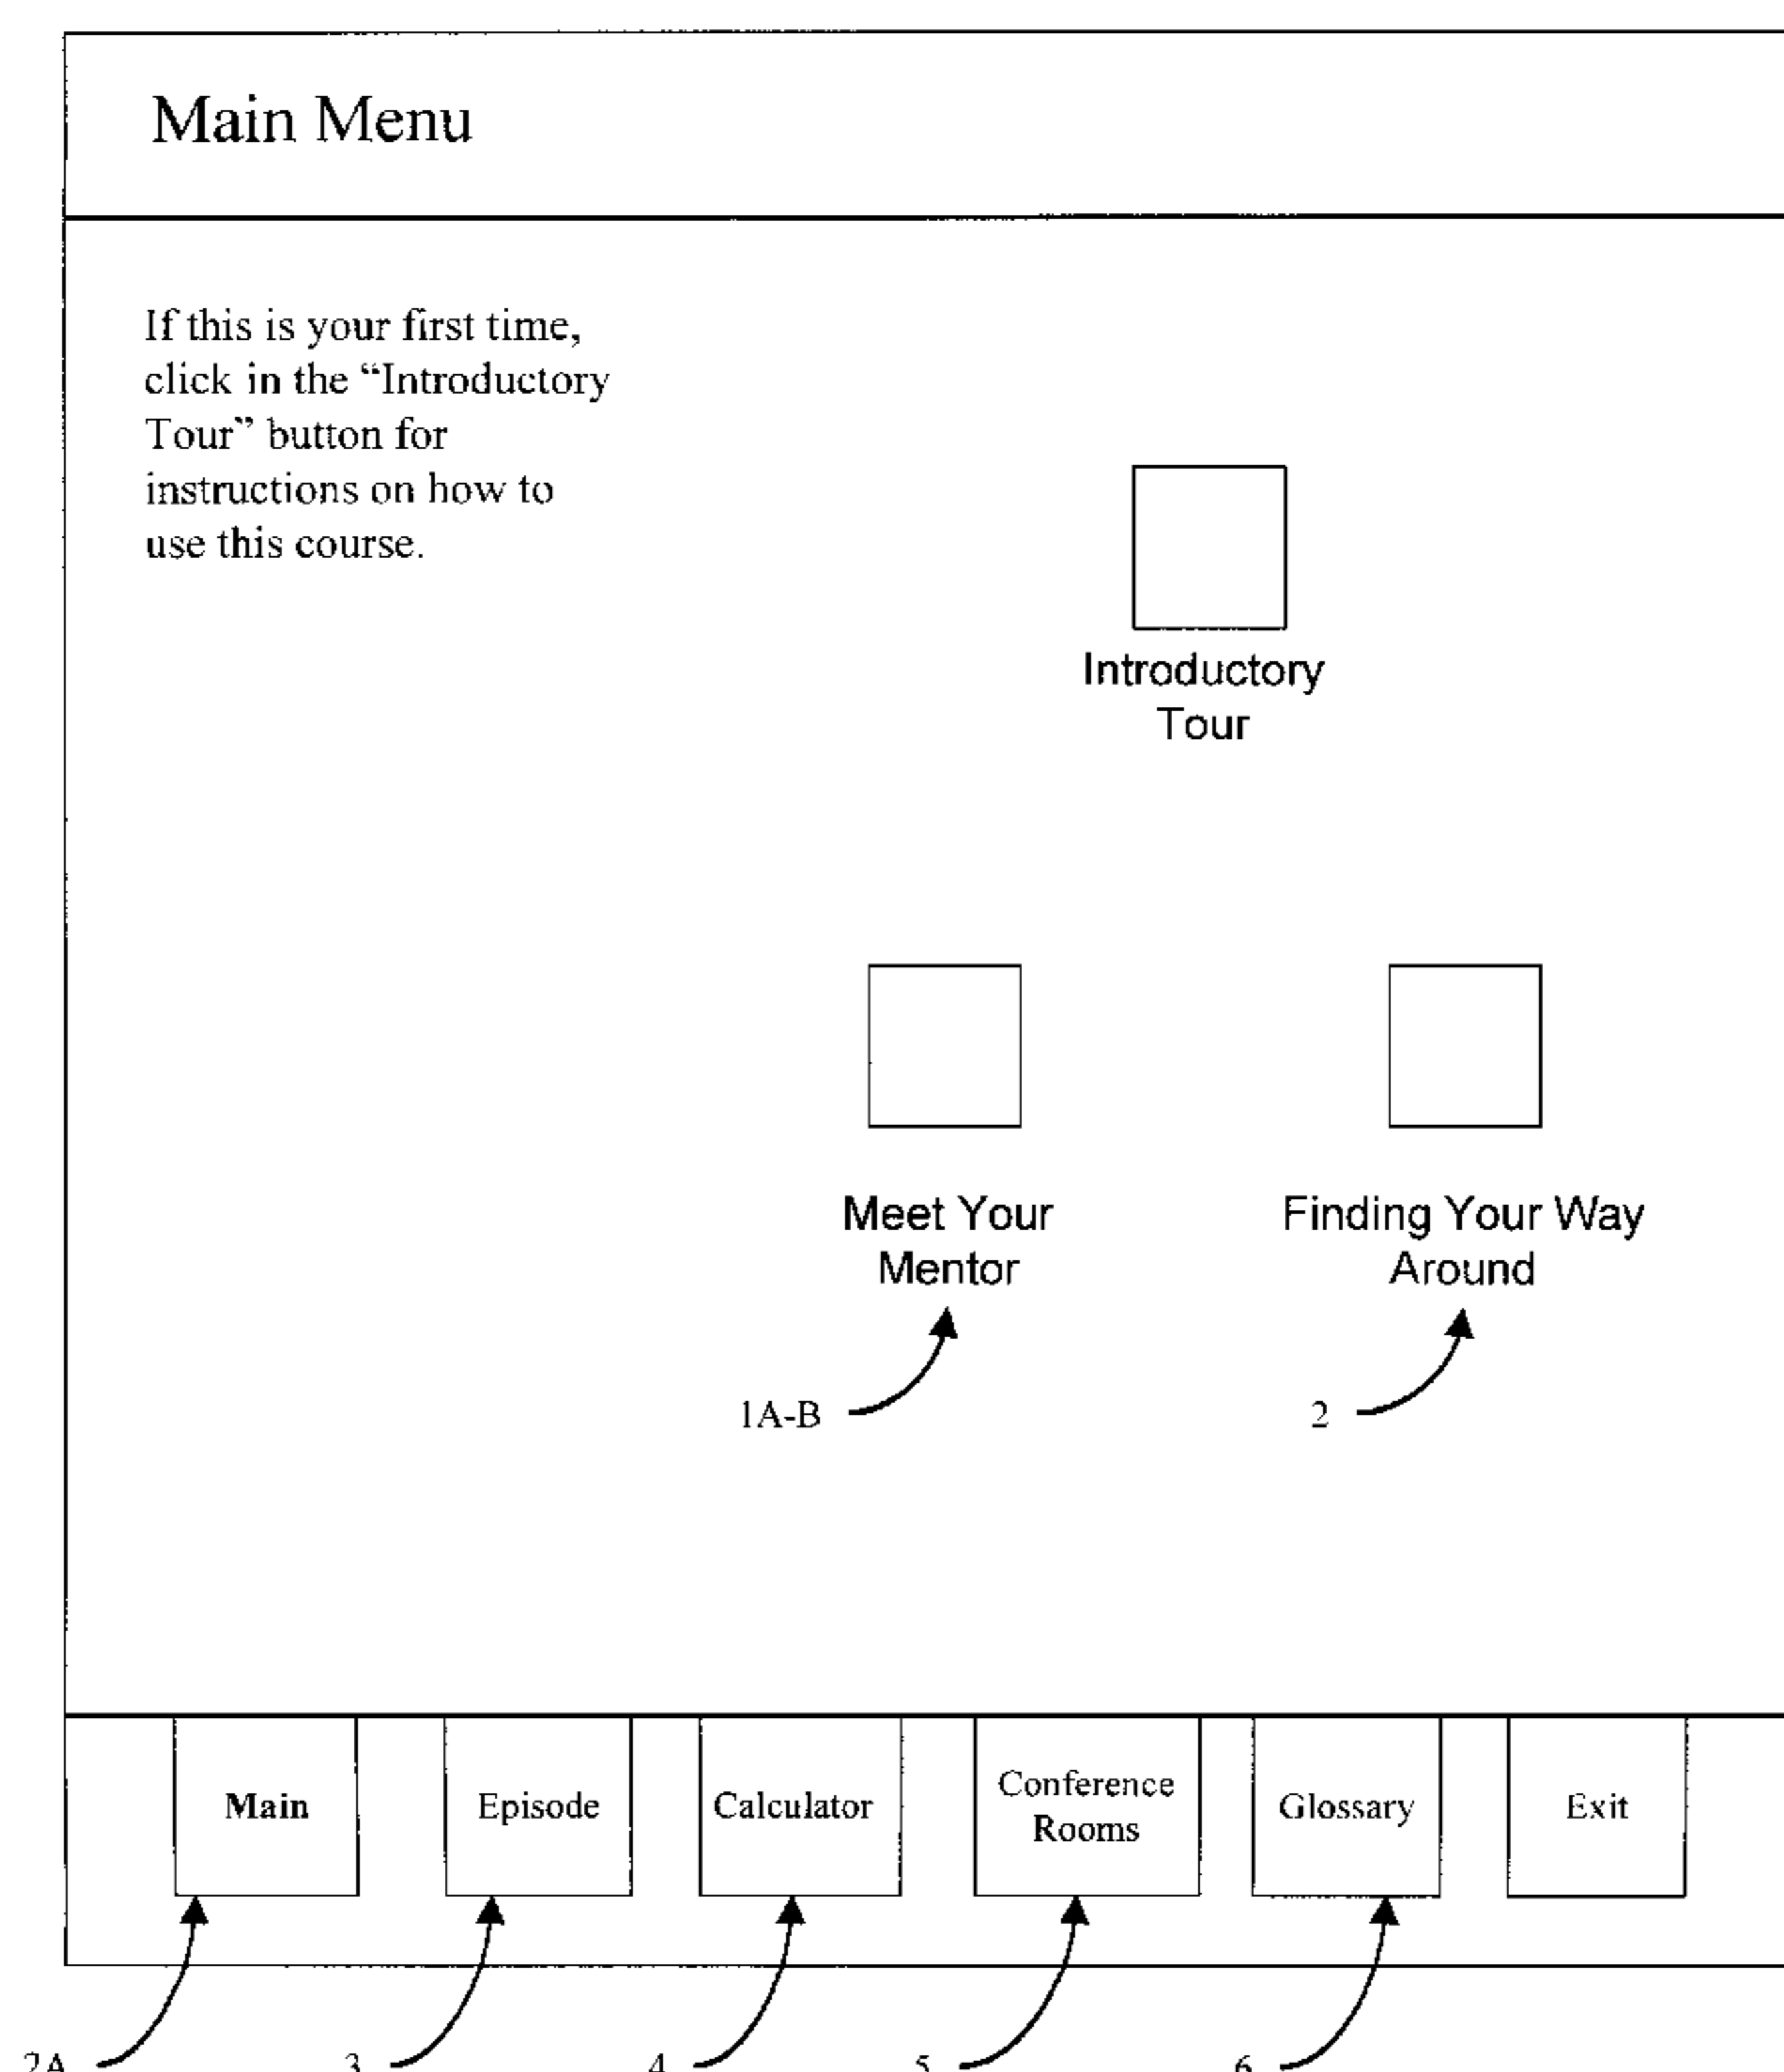 Main Menu
If this is your first time,
click in the “Introductory
Tour” button for
instructions on how to
use this course.
Introductory
Tour
Meet Your
Mentor
Finding Your Way
Around
1A-B
2
Main
Episode
Calculator
Conference
Rooms
Glossary
Exit
2A
3
4
5
6